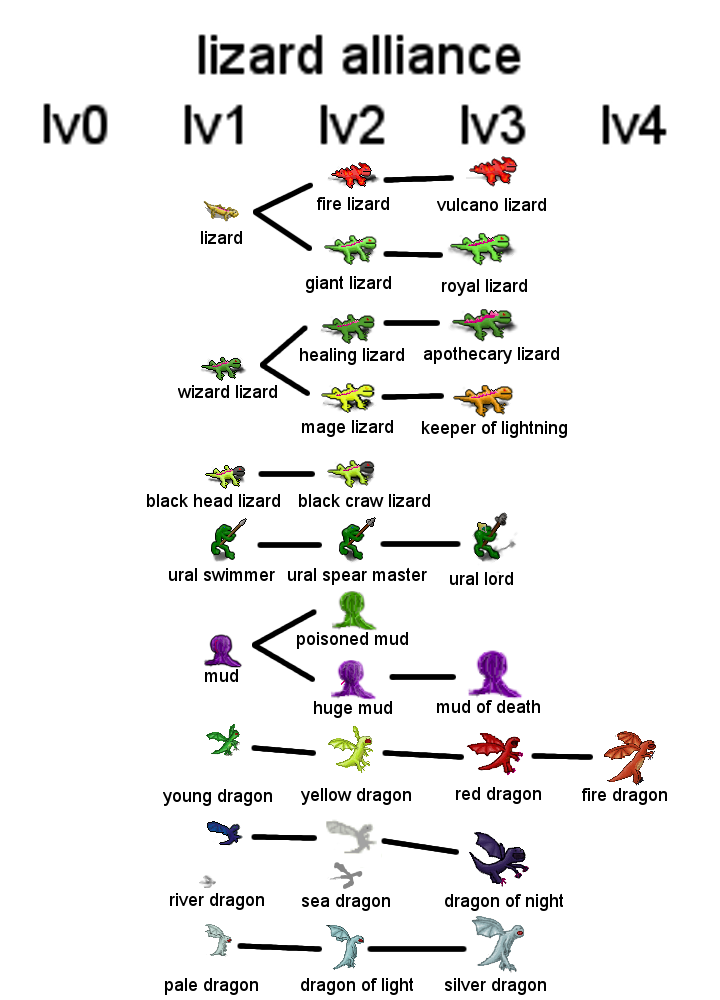 lizard alliance
lv0 lv1 lv2 lv3 lv4
fire lizard vulcano lizard
lizard
giant lizard royal lizard
healing lizard apothecary lizard
wizard lizard
mage lizard keeper of lightning
black head lizard black craw lizard
ural swimmer ural spear master ural lord
poisoned mud
mud
huge mud mud of death
young dragon yellow dragon red dragon fire dragon
river dragon sea dragon dragon of night
pale dragon dragon of light silver dragon